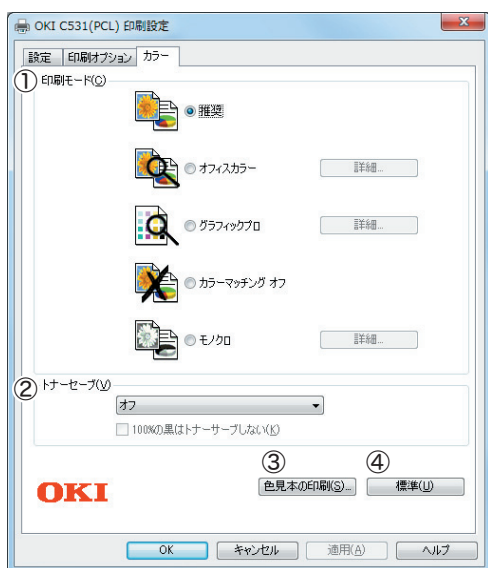 OKI C531(PCL) 印刷設定
設定 印刷オプション カラー
① 印刷モード(C)
推奨
オフィスカラー 詳細...
グラフィックプロ 詳細...
カラーマッチング オフ
モノクロ 詳細...
② トナーセーブ(V)
オフ
100%の黒はトナーサーブしない(K)
③ ④
OKI 色見本の印刷(S)... 標準(U)
OK キャンセル 適用(A) ヘルプ